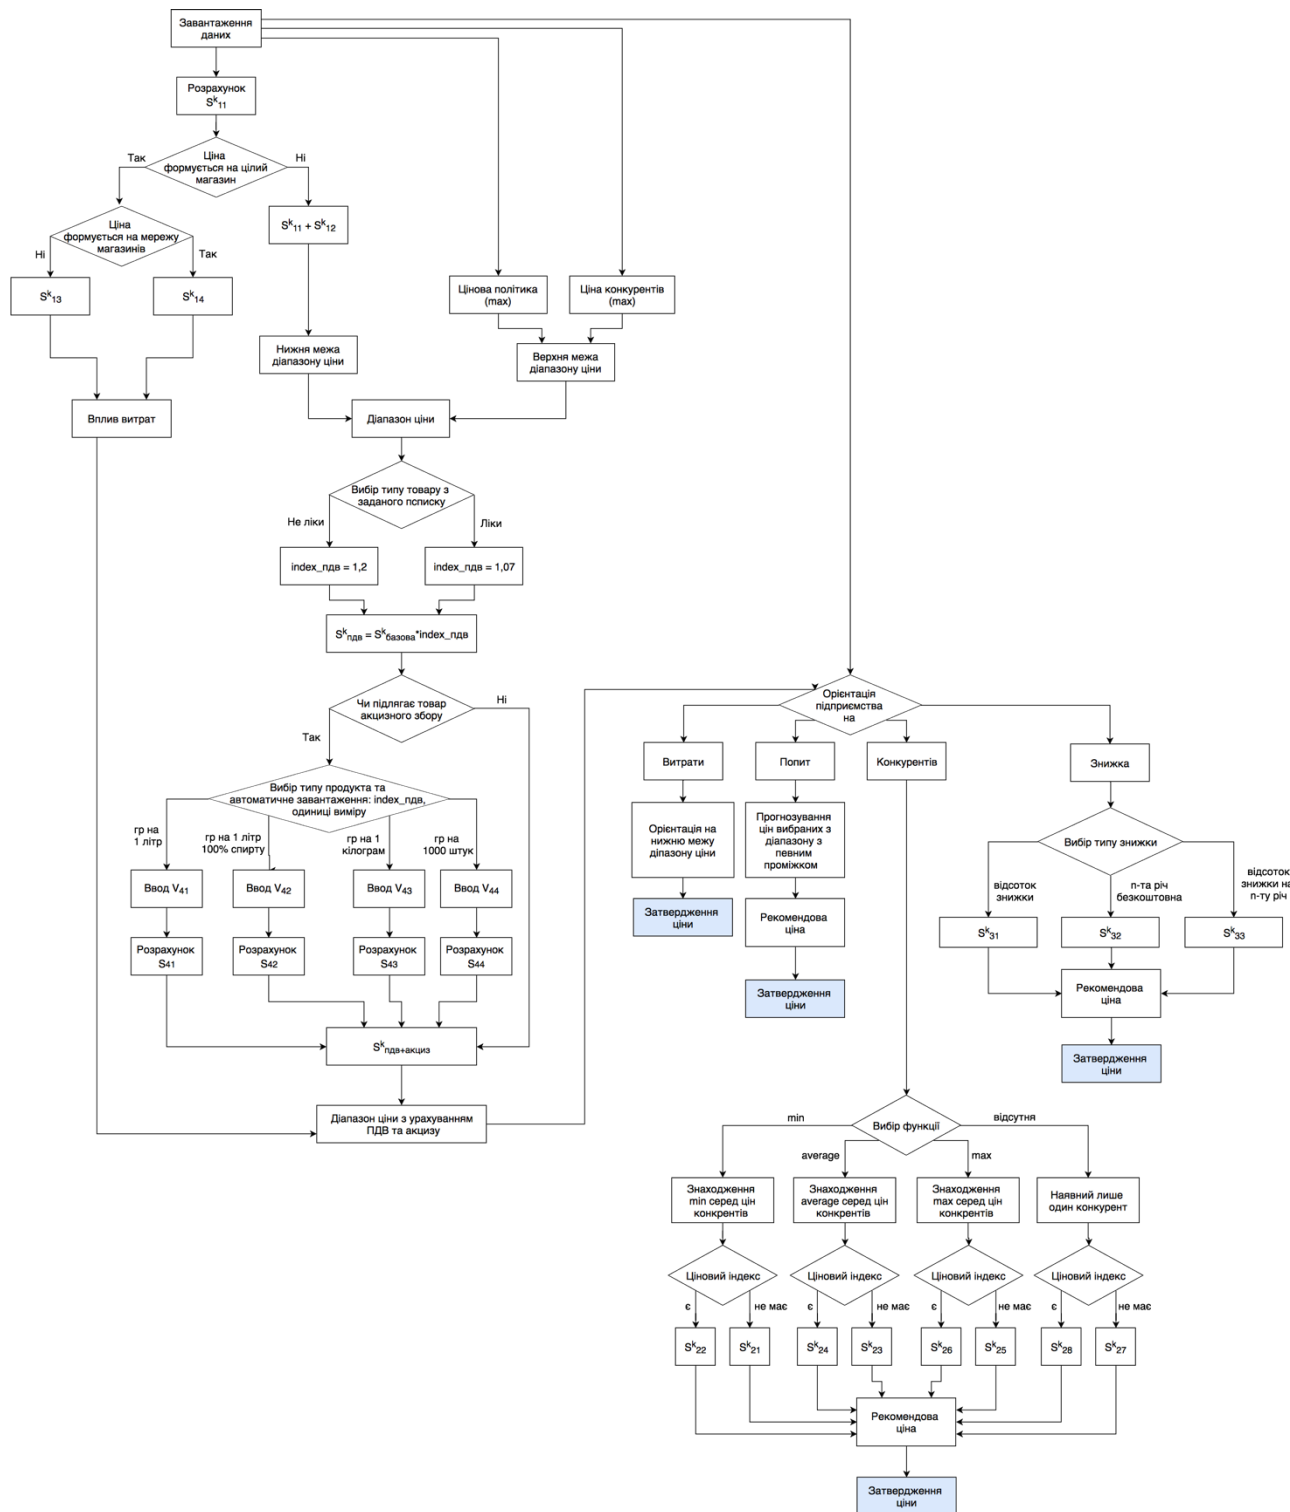 Завантаження
даних
Розрахунок
Sᵏ₁₁
Ціна
формується на цілий
магазин
Так
Ні
Ціна
формується на мережу
магазинів
Ні
Так
Sᵏ₁₁ + Sᵏ₁₂
Sᵏ₁₃
Sᵏ₁₄
Цінова політика
(max)
Ціна конкурентів
(max)
Нижня межа
діапазону ціни
Верхня межа
діапазону ціни
Вплив витрат
Діапазон ціни
Вибір типу товару з
заданого псписку
Не ліки
Ліки
index_пдв = 1,2
index_пдв = 1,07
Sᵏпдв = Sᵏбазова*index_пдв
Чи підлягає товар
акцизного збору
Ні
Так
Вибір типу продукта та
автоматичне завантаження: index_пдв,
одиниці виміру
гр на
1 літр
гр на 1 літр
100% спирту
гр на 1
кілограм
гр на
1000 штук
Ввод V₄₁
Ввод V₄₂
Ввод V₄₃
Ввод V₄₄
Розрахунок
S₄₁
Розрахунок
S₄₂
Розрахунок
S₄₃
Розрахунок
S₄₄
Sᵏпдв+акциз
Діапазон ціни з урахуванням
ПДВ та акцизу
Орієнтація
підприємства
на
Витрати
Попит
Конкурентів
Знижка
Орієнтація на
нижню межу
діпазону ціни
Затвердження
ціни
Прогнозування
цін вибраних з
діапазону з
певним
проміжком
Рекомендова
ціна
Затвердження
ціни
Вибір типу знижки
відсоток
знижки
n-та річ
безкоштовна
відсоток
знижки на
n-ту річ
Sᵏ₃₁
Sᵏ₃₂
Sᵏ₃₃
Рекомендова
ціна
Затвердження
ціни
Вибір функції
min
average
max
відсутня
Знаходження
min серед цін
конкрентів
Знаходження
average серед цін
конкрентів
Знаходження
max серед цін
конкрентів
Наявний лише
один конкурент
Ціновий індекс
Ціновий індекс
Ціновий індекс
Ціновий індекс
є
не має
є
не має
є
не має
є
не має
Sᵏ₂₂
Sᵏ₂₁
Sᵏ₂₄
Sᵏ₂₃
Sᵏ₂₆
Sᵏ₂₅
Sᵏ₂₈
Sᵏ₂₇
Рекомендова
ціна
Затвердження
ціни